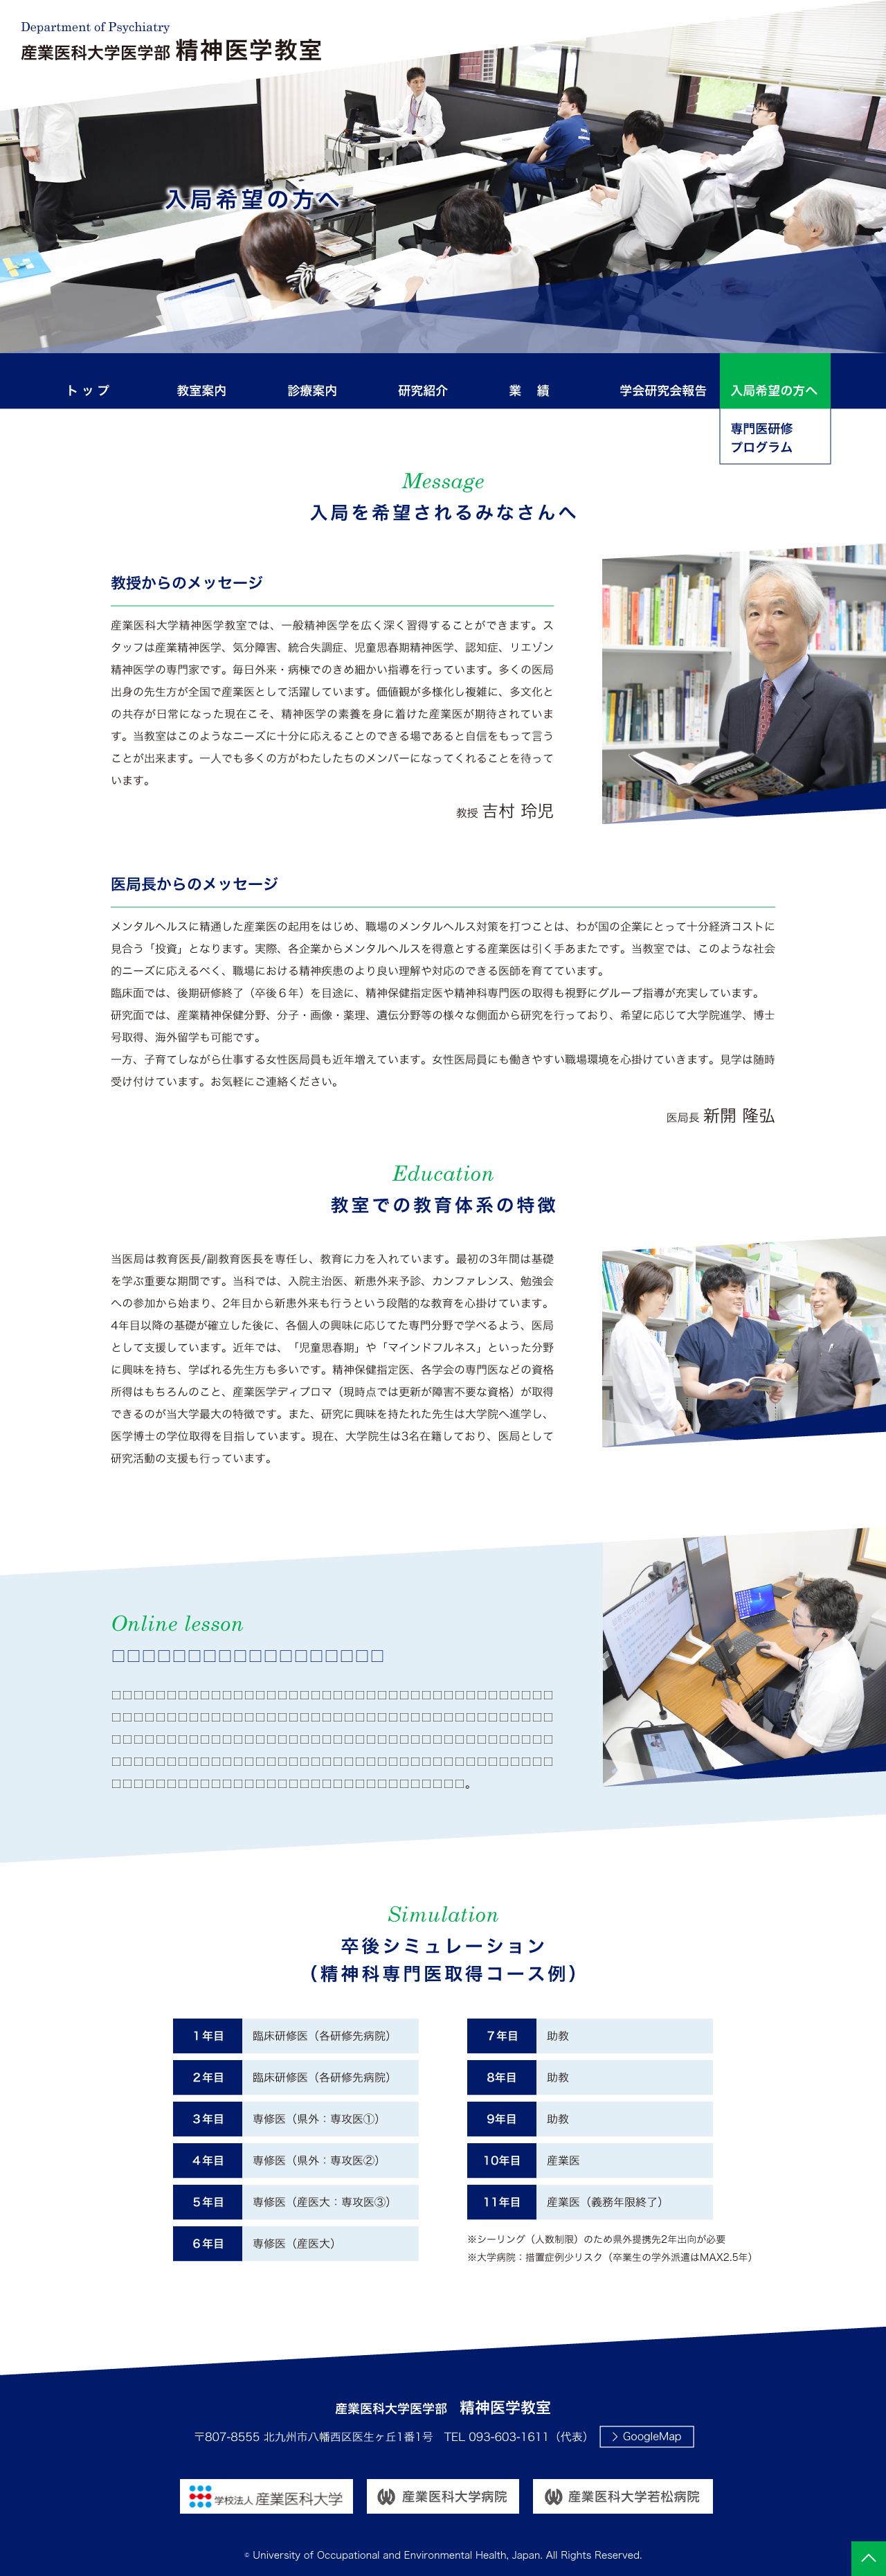 Department of Psychiatry
産業医科大学医学部 精神医学教室
入局希望の方へ
トップ 教室案内 診療案内 研究紹介 業　績 学会研究会報告 入局希望の方へ
専門医研修
プログラム
Message
入局を希望されるみなさんへ
教授からのメッセージ
産業医科大学精神医学教室では、一般精神医学を広く深く習得することができます。ス
タッフは産業精神医学、気分障害、統合失調症、児童思春期精神医学、認知症、リエゾン
精神医学の専門家です。毎日外来・病棟でのきめ細かい指導を行っています。多くの医局
出身の先生方が全国で産業医として活躍しています。価値観が多様化し複雑に、多文化と
の共存が日常になった現在こそ、精神医学の素養を身に着けた産業医が期待されていま
す。当教室はこのようなニーズに十分に応えることのできる場であると自信をもって言う
ことが出来ます。一人でも多くの方がわたしたちのメンバーになってくれることを待って
います。
教授 吉村 玲児
医局長からのメッセージ
メンタルヘルスに精通した産業医の起用をはじめ、職場のメンタルヘルス対策を打つことは、わが国の企業にとって十分経済コストに
見合う「投資」となります。実際、各企業からメンタルヘルスを得意とする産業医は引く手あまたです。当教室では、このような社会
的ニーズに応えるべく、職場における精神疾患のより良い理解や対応のできる医師を育てています。
臨床面では、後期研修終了（卒後６年）を目途に、精神保健指定医や精神科専門医の取得も視野にグループ指導が充実しています。
研究面では、産業精神保健分野、分子・画像・薬理、遺伝分野等の様々な側面から研究を行っており、希望に応じて大学院進学、博士
号取得、海外留学も可能です。
一方、子育てしながら仕事する女性医局員も近年増えています。女性医局員にも働きやすい職場環境を心掛けていきます。見学は随時
受け付けています。お気軽にご連絡ください。
医局長 新開 隆弘
Education
教室での教育体系の特徴
当医局は教育医長/副教育医長を専任し、教育に力を入れています。最初の3年間は基礎
を学ぶ重要な期間です。当科では、入院主治医、新患外来予診、カンファレンス、勉強会
への参加から始まり、2年目から新患外来も行うという段階的な教育を心掛けています。
4年目以降の基礎が確立した後に、各個人の興味に応じてた専門分野で学べるよう、医局
として支援しています。近年では、「児童思春期」や「マインドフルネス」といった分野
に興味を持ち、学ばれる先生方も多いです。精神保健指定医、各学会の専門医などの資格
所得はもちろんのこと、産業医学ディプロマ（現時点では更新が障害不要な資格）が取得
できるのが当大学最大の特徴です。また、研究に興味を持たれた先生は大学院へ進学し、
医学博士の学位取得を目指しています。現在、大学院生は3名在籍しており、医局として
研究活動の支援も行っています。
Online lesson
□□□□□□□□□□□□□□□□□□
□□□□□□□□□□□□□□□□□□□□□□□□□□□□□□□□□□□□□□□□
□□□□□□□□□□□□□□□□□□□□□□□□□□□□□□□□□□□□□□□□
□□□□□□□□□□□□□□□□□□□□□□□□□□□□□□□□□□□□□□□□
□□□□□□□□□□□□□□□□□□□□□□□□□□□□□□□□□□□□□□□□
□□□□□□□□□□□□□□□□□□□□□□□□□□□□□□□□。
Simulation
卒後シミュレーション
（精神科専門医取得コース例）
１年目 臨床研修医（各研修先病院）
２年目 臨床研修医（各研修先病院）
３年目 専修医（県外：専攻医①）
４年目 専修医（県外：専攻医②）
５年目 専修医（産医大：専攻医③）
６年目 専修医（産医大）
７年目 助教
8年目 助教
9年目 助教
10年目 産業医
11年目 産業医（義務年限終了）
※シーリング（人数制限）のため県外提携先2年出向が必要
※大学病院：措置症例少リスク（卒業生の学外派遣はMAX2.5年）
産業医科大学医学部　精神医学教室
〒807-8555 北九州市八幡西区医生ヶ丘1番1号　TEL 093-603-1611（代表） GoogleMap
学校法人 産業医科大学 産業医科大学病院 産業医科大学若松病院
© University of Occupational and Environmental Health, Japan. All Rights Reserved.